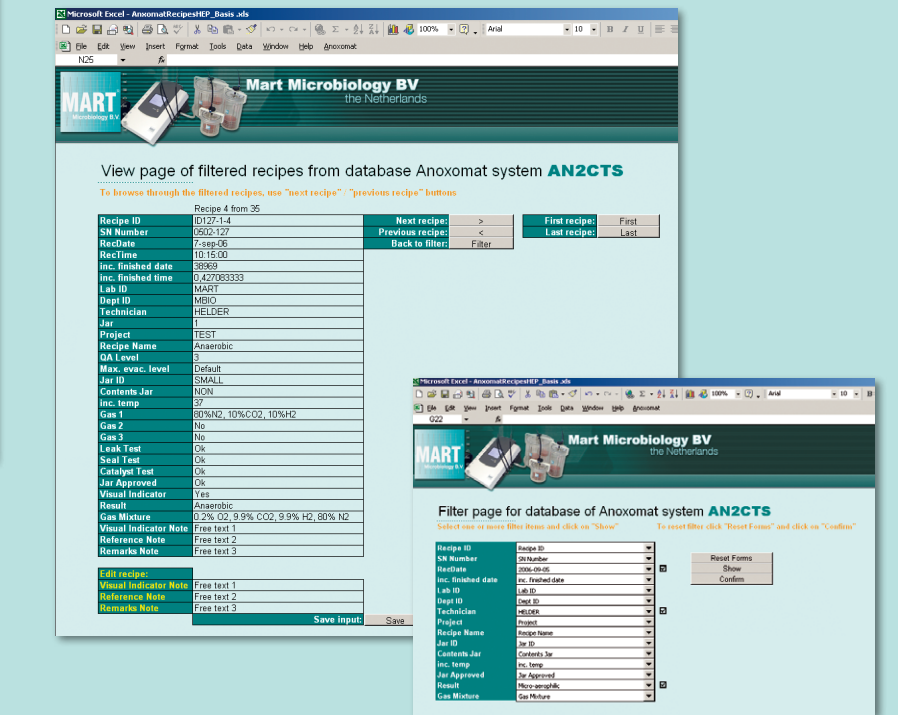 Microsoft Excel - AnxomatRecipesHEP_Basis .xls
100%
Arial
10
B I U
File Edit View Insert Format Tools Data Window Help Anoxomat
N25
fx
MART
Microbiology B.V.
Mart Microbiology BV
the Netherlands
View page of filtered recipes from database Anoxomat system AN2CTS
To browse through the filtered recipes, use "next recipe" / "previous recipe" buttons
Recipe 4 from 35
Recipe ID ID127-1-4 Next recipe: > First recipe: First
SN Number 0502-127 Previous recipe: < Last recipe: Last
RecDate 7-sep-06 Back to filter: Filter
RecTime 10:15:00
inc. finished date 38969
inc. finished time 0,427083333
Lab ID MART
Dept ID MBIO
Technician HELDER
Jar 1
Project TEST
Recipe Name Anaerobic
QA Level 3
Max. evac. level Default
Jar ID SMALL
Contents Jar NON
inc. temp 37
Gas 1 80%N2, 10%CO2, 10%H2
Gas 2 No
Gas 3 No
Leak Test Ok
Seal Test Ok
Catalyst Test Ok
Jar Approved Ok
Visual Indicator Yes
Result Anaerobic
Gas Mixture 0.2% O2, 9.9% CO2, 9.9% H2, 80% N2
Visual Indicator Note Free text 1
Reference Note Free text 2
Remarks Note Free text 3
Edit recipe:
Visual Indicator Note Free text 1
Reference Note Free text 2
Remarks Note Free text 3
Save input: Save
Microsoft Excel - AnxomatRecipesHEP_Basis .xls
100%
Arial
10
B
File Edit View Insert Format Tools Data Window Help Anoxomat
G22
fx
MART
Microbiology B.V.
Mart Microbiology BV
the Netherlands
Filter page for database of Anoxomat system AN2CTS
Select one or more filter items and click on "Show" To reset filter click "Reset Forms" and click on "Confirm"
Recipe ID Recipe ID
SN Number SN Number Reset Forms
RecDate 2006-09-05 Show
inc. finished date inc. finished date Confirm
Lab ID Lab ID
Dept ID Dept ID
Technician HELDER
Project Project
Recipe Name Recipe Name
Jar ID Jar ID
Contents Jar Contents Jar
inc. temp inc. temp
Jar Approved Jar Approved
Result Micro-aerophilic
Gas Mixture Gas Mixture